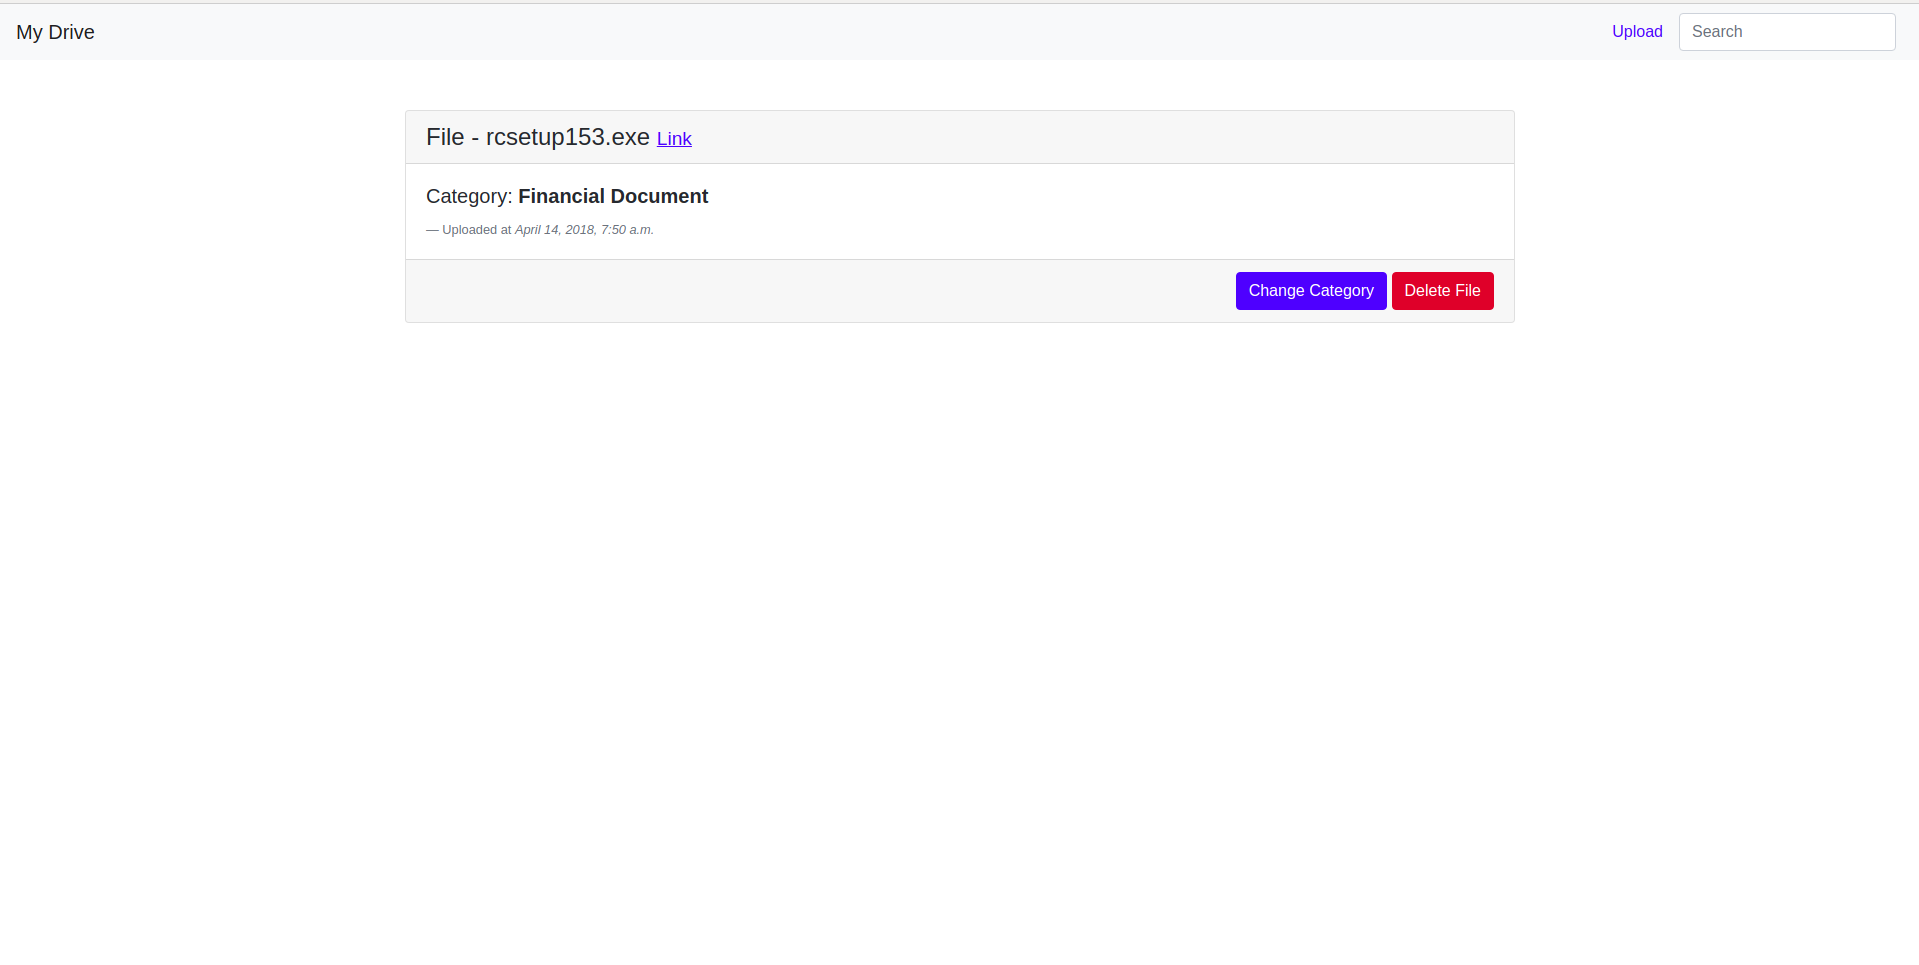 My Drive
Upload Search
File - rcsetup153.exe Link
Category: Financial Document
— Uploaded at April 14, 2018, 7:50 a.m.
Change Category Delete File